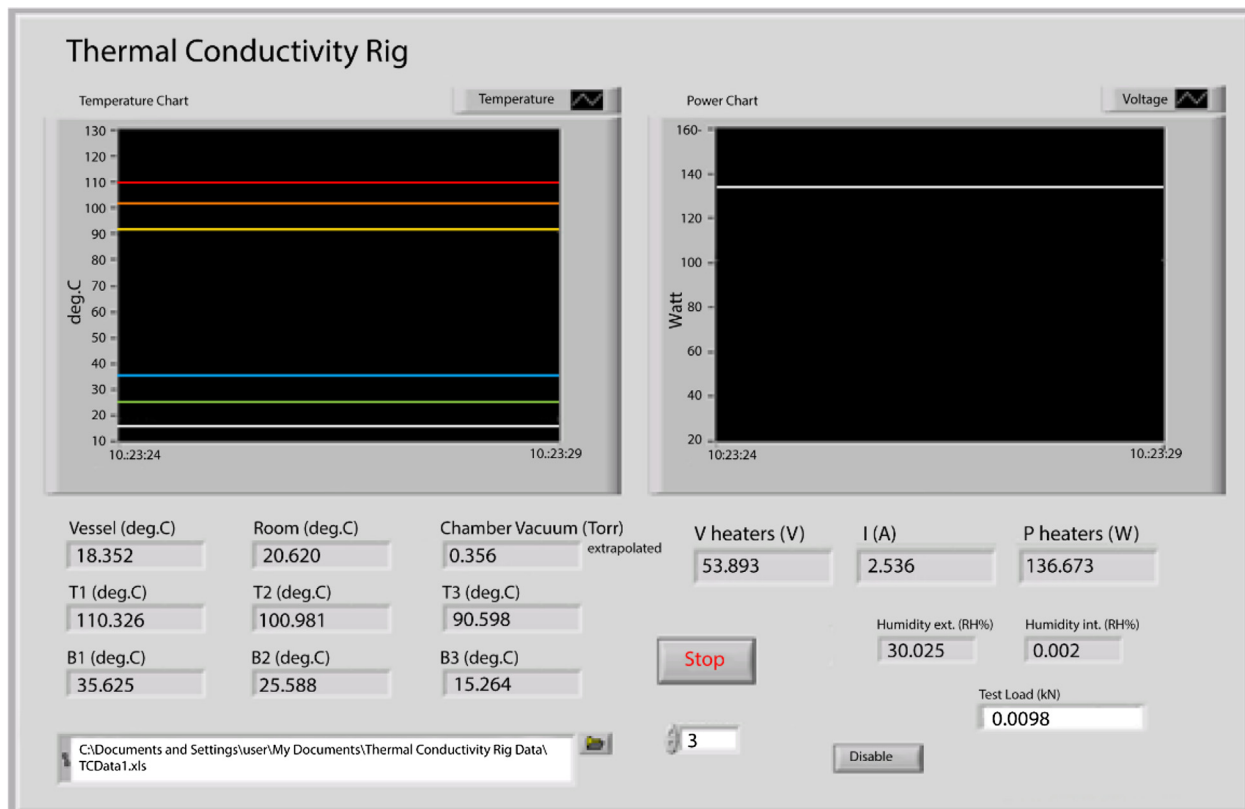 Thermal Conductivity Rig
Temperature Chart
Temperature
130
120
110
100
90
80
70
60
50
40
30
20
10
deg.C
10.:23:24
10.:23:29
Power Chart
Voltage
160-
140
120
100
80
60
40
20
Watt
10:23:24
10.:23:29
Vessel (deg.C)
18.352
Room (deg.C)
20.620
Chamber Vacuum (Torr)
0.356
extrapolated
T1 (deg.C)
110.326
T2 (deg.C)
100.981
T3 (deg.C)
90.598
B1 (deg.C)
35.625
B2 (deg.C)
25.588
B3 (deg.C)
15.264
V heaters (V)
53.893
I (A)
2.536
P heaters (W)
136.673
Humidity ext. (RH%)
30.025
Humidity int. (RH%)
0.002
Stop
Test Load (kN)
0.0098
3
Disable
C:\Documents and Settings\user\My Documents\Thermal Conductivity Rig Data\
TCData1.xls